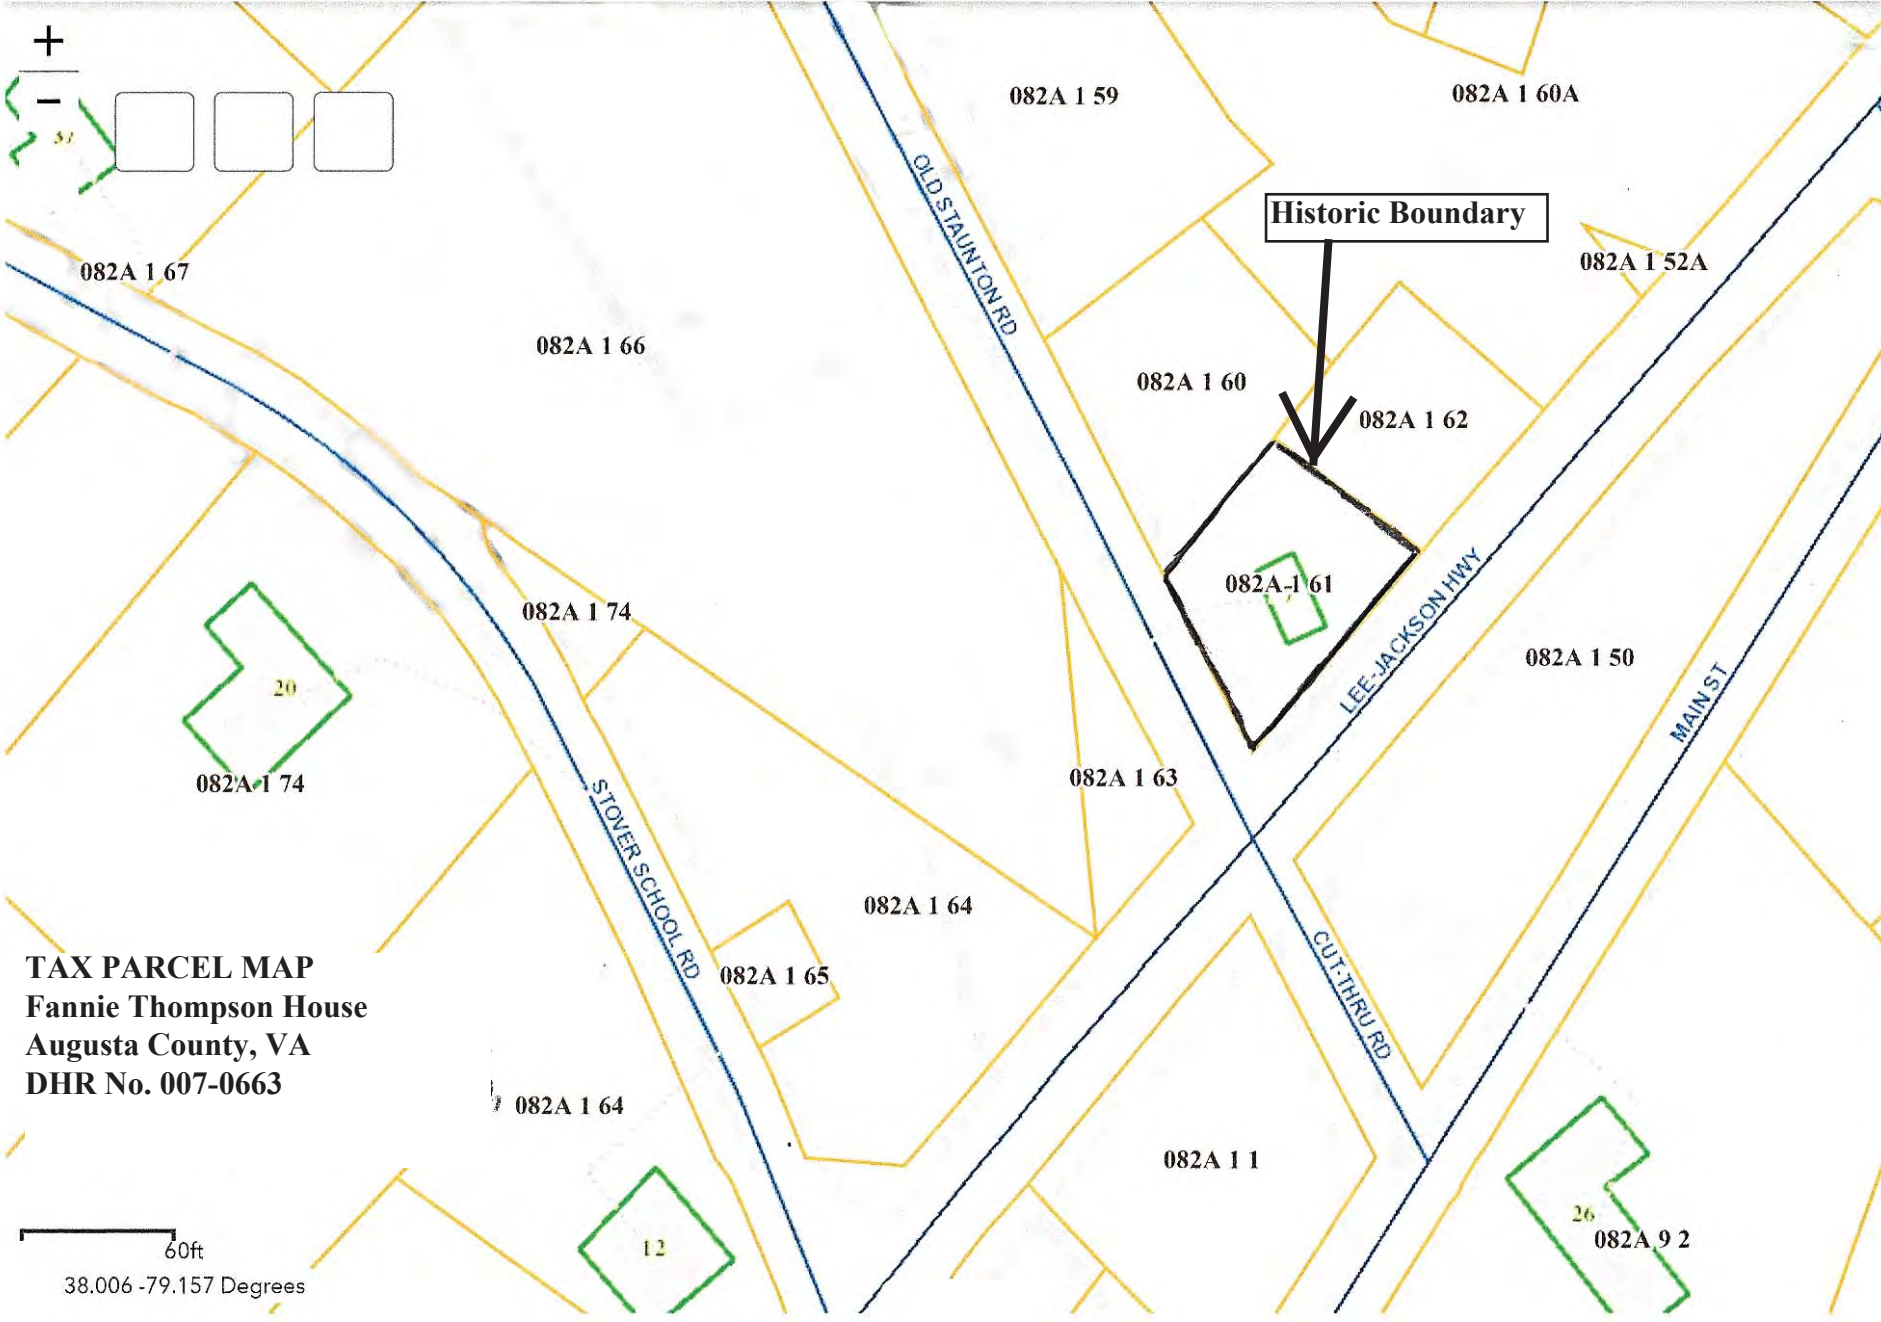 +
−
51
082A 1 59
082A 1 60A
OLD STAUNTON RD
Historic Boundary
082A 1 52A
082A 1 67
082A 1 66
082A 1 60
082A 1 62
082A 1 61
LEE-JACKSON HWY
082A 1 74
082A 1 50
MAIN ST
20
082A 1 74
082A 1 63
STOVER SCHOOL RD
082A 1 64
CUT-THRU RD
082A 1 65
TAX PARCEL MAP
Fannie Thompson House
Augusta County, VA
DHR No. 007-0663
082A 1 64
082A 1 1
26
082A 9 2
12
60ft
38.006 -79.157 Degrees